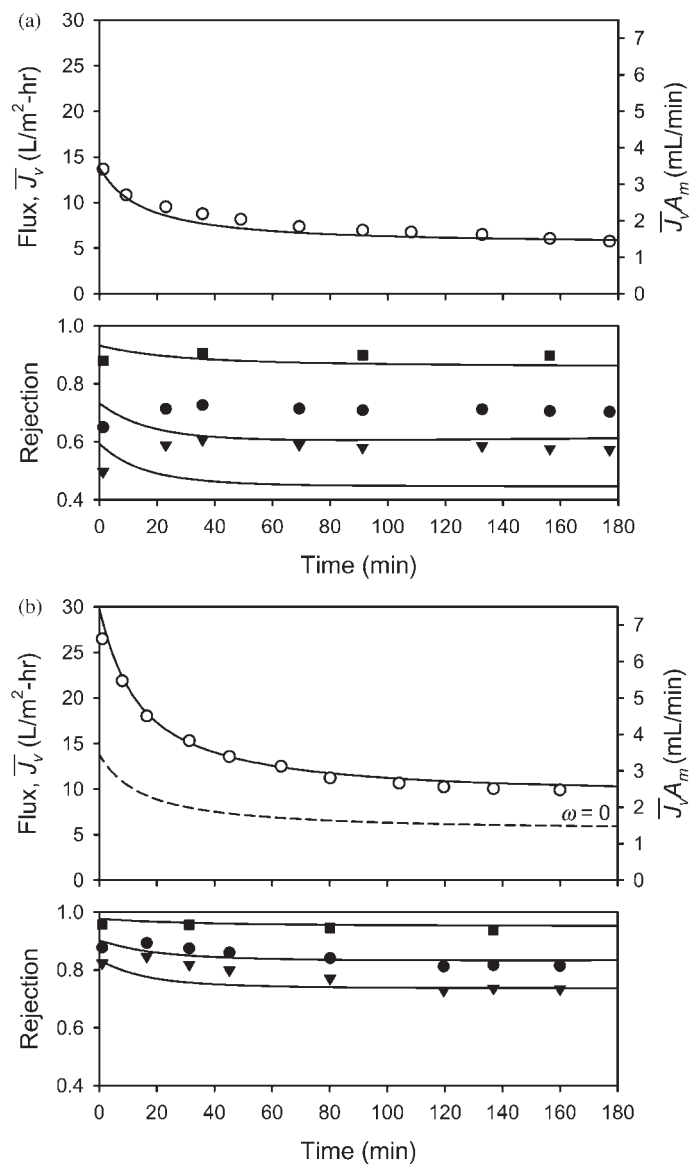 (a)
30
25
20
15
10
5
0
Flux, J̅v (L/m²-hr)
7
6
5
4
3
2
1
0
J̅vAm (mL/min)
1.0
0.8
0.6
0.4
Rejection
0 20 40 60 80 100 120 140 160 180
Time (min)
(b)
30
25
20
15
10
5
0
Flux, J̅v (L/m²-hr)
ω = 0
7
6
5
4
3
2
1
0
J̅vAm (mL/min)
1.0
0.8
0.6
0.4
Rejection
0 20 40 60 80 100 120 140 160 180
Time (min)